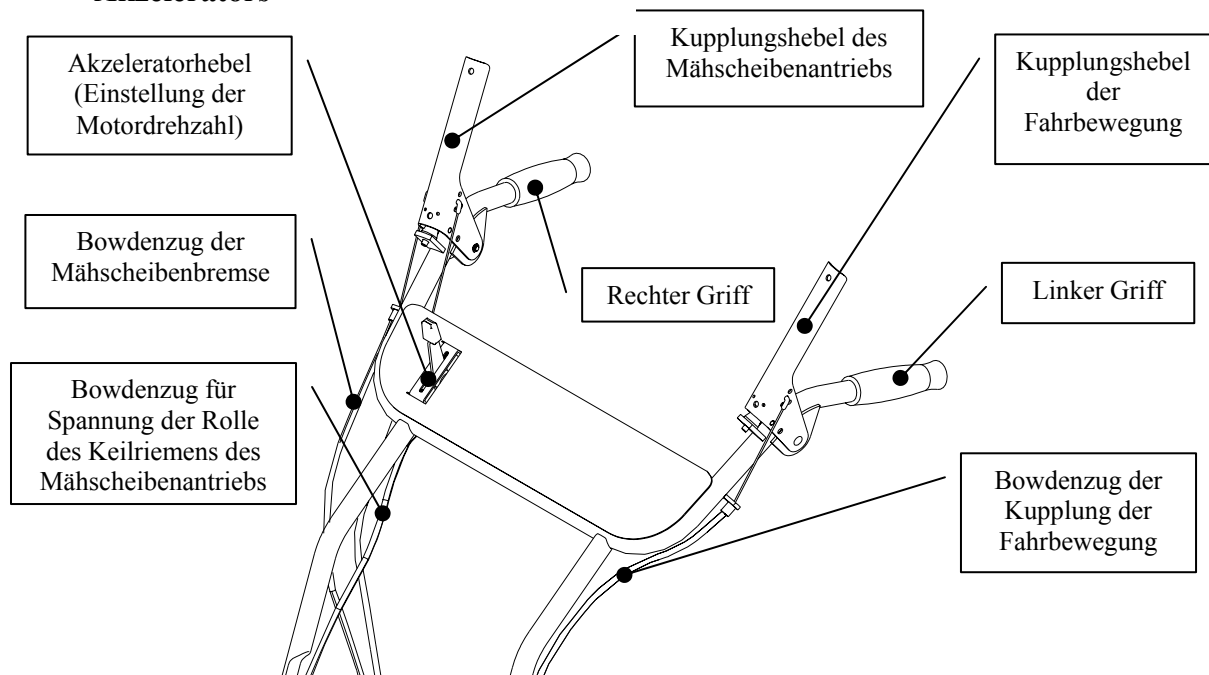 Akzelerators
Akzeleratorhebel
(Einstellung der
Motordrehzahl)
Kupplungshebel des
Mähscheibenantriebs
Kupplungshebel
der
Fahrbewegung
Bowdenzug der
Mähscheibenbremse
Rechter Griff
Linker Griff
Bowdenzug für
Spannung der Rolle
des Keilriemens des
Mähscheibenantriebs
Bowdenzug der
Kupplung der
Fahrbewegung